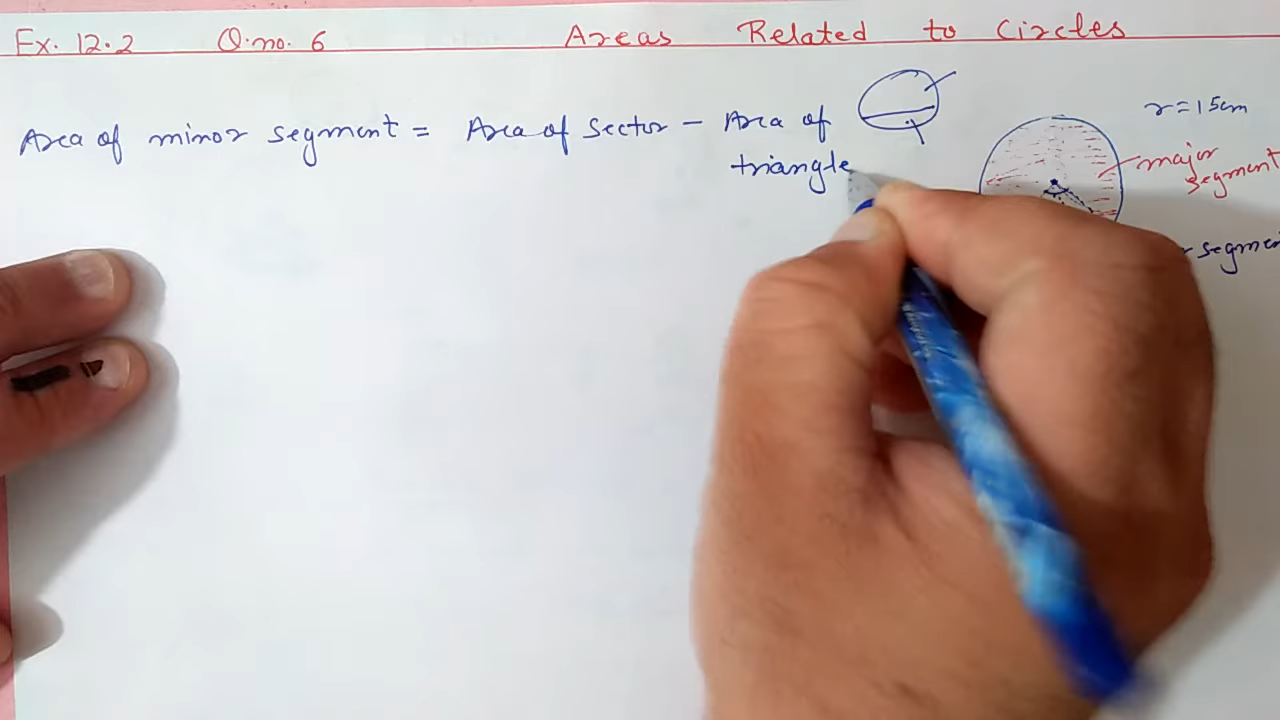 Ex. 12.2 Q.no. 6 Areas Related to Circles
Area of minor segment = Area of Sector - Area of
triangle
r = 15cm
major
segment
segmen